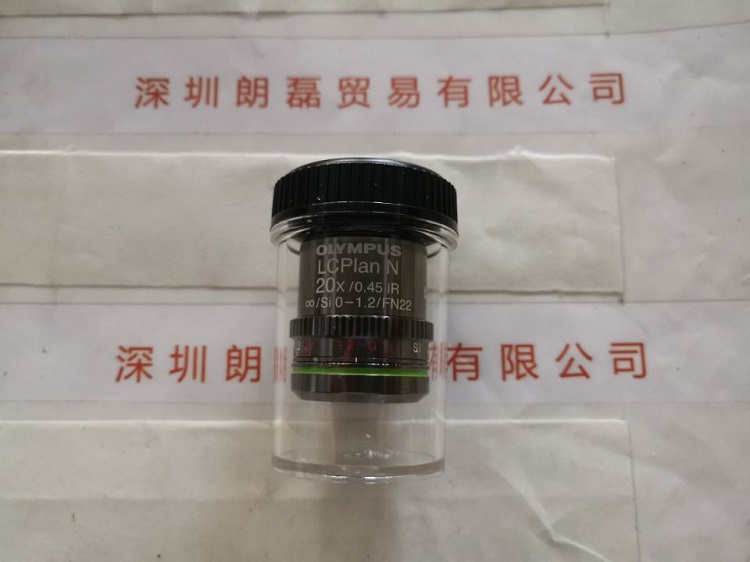 深圳朗磊贸易有限公司
OLYMPUS
LCPlan N
20x/0.45 IR
∞/Si 0-1.2/FN22
Si
深圳朗 有限公司